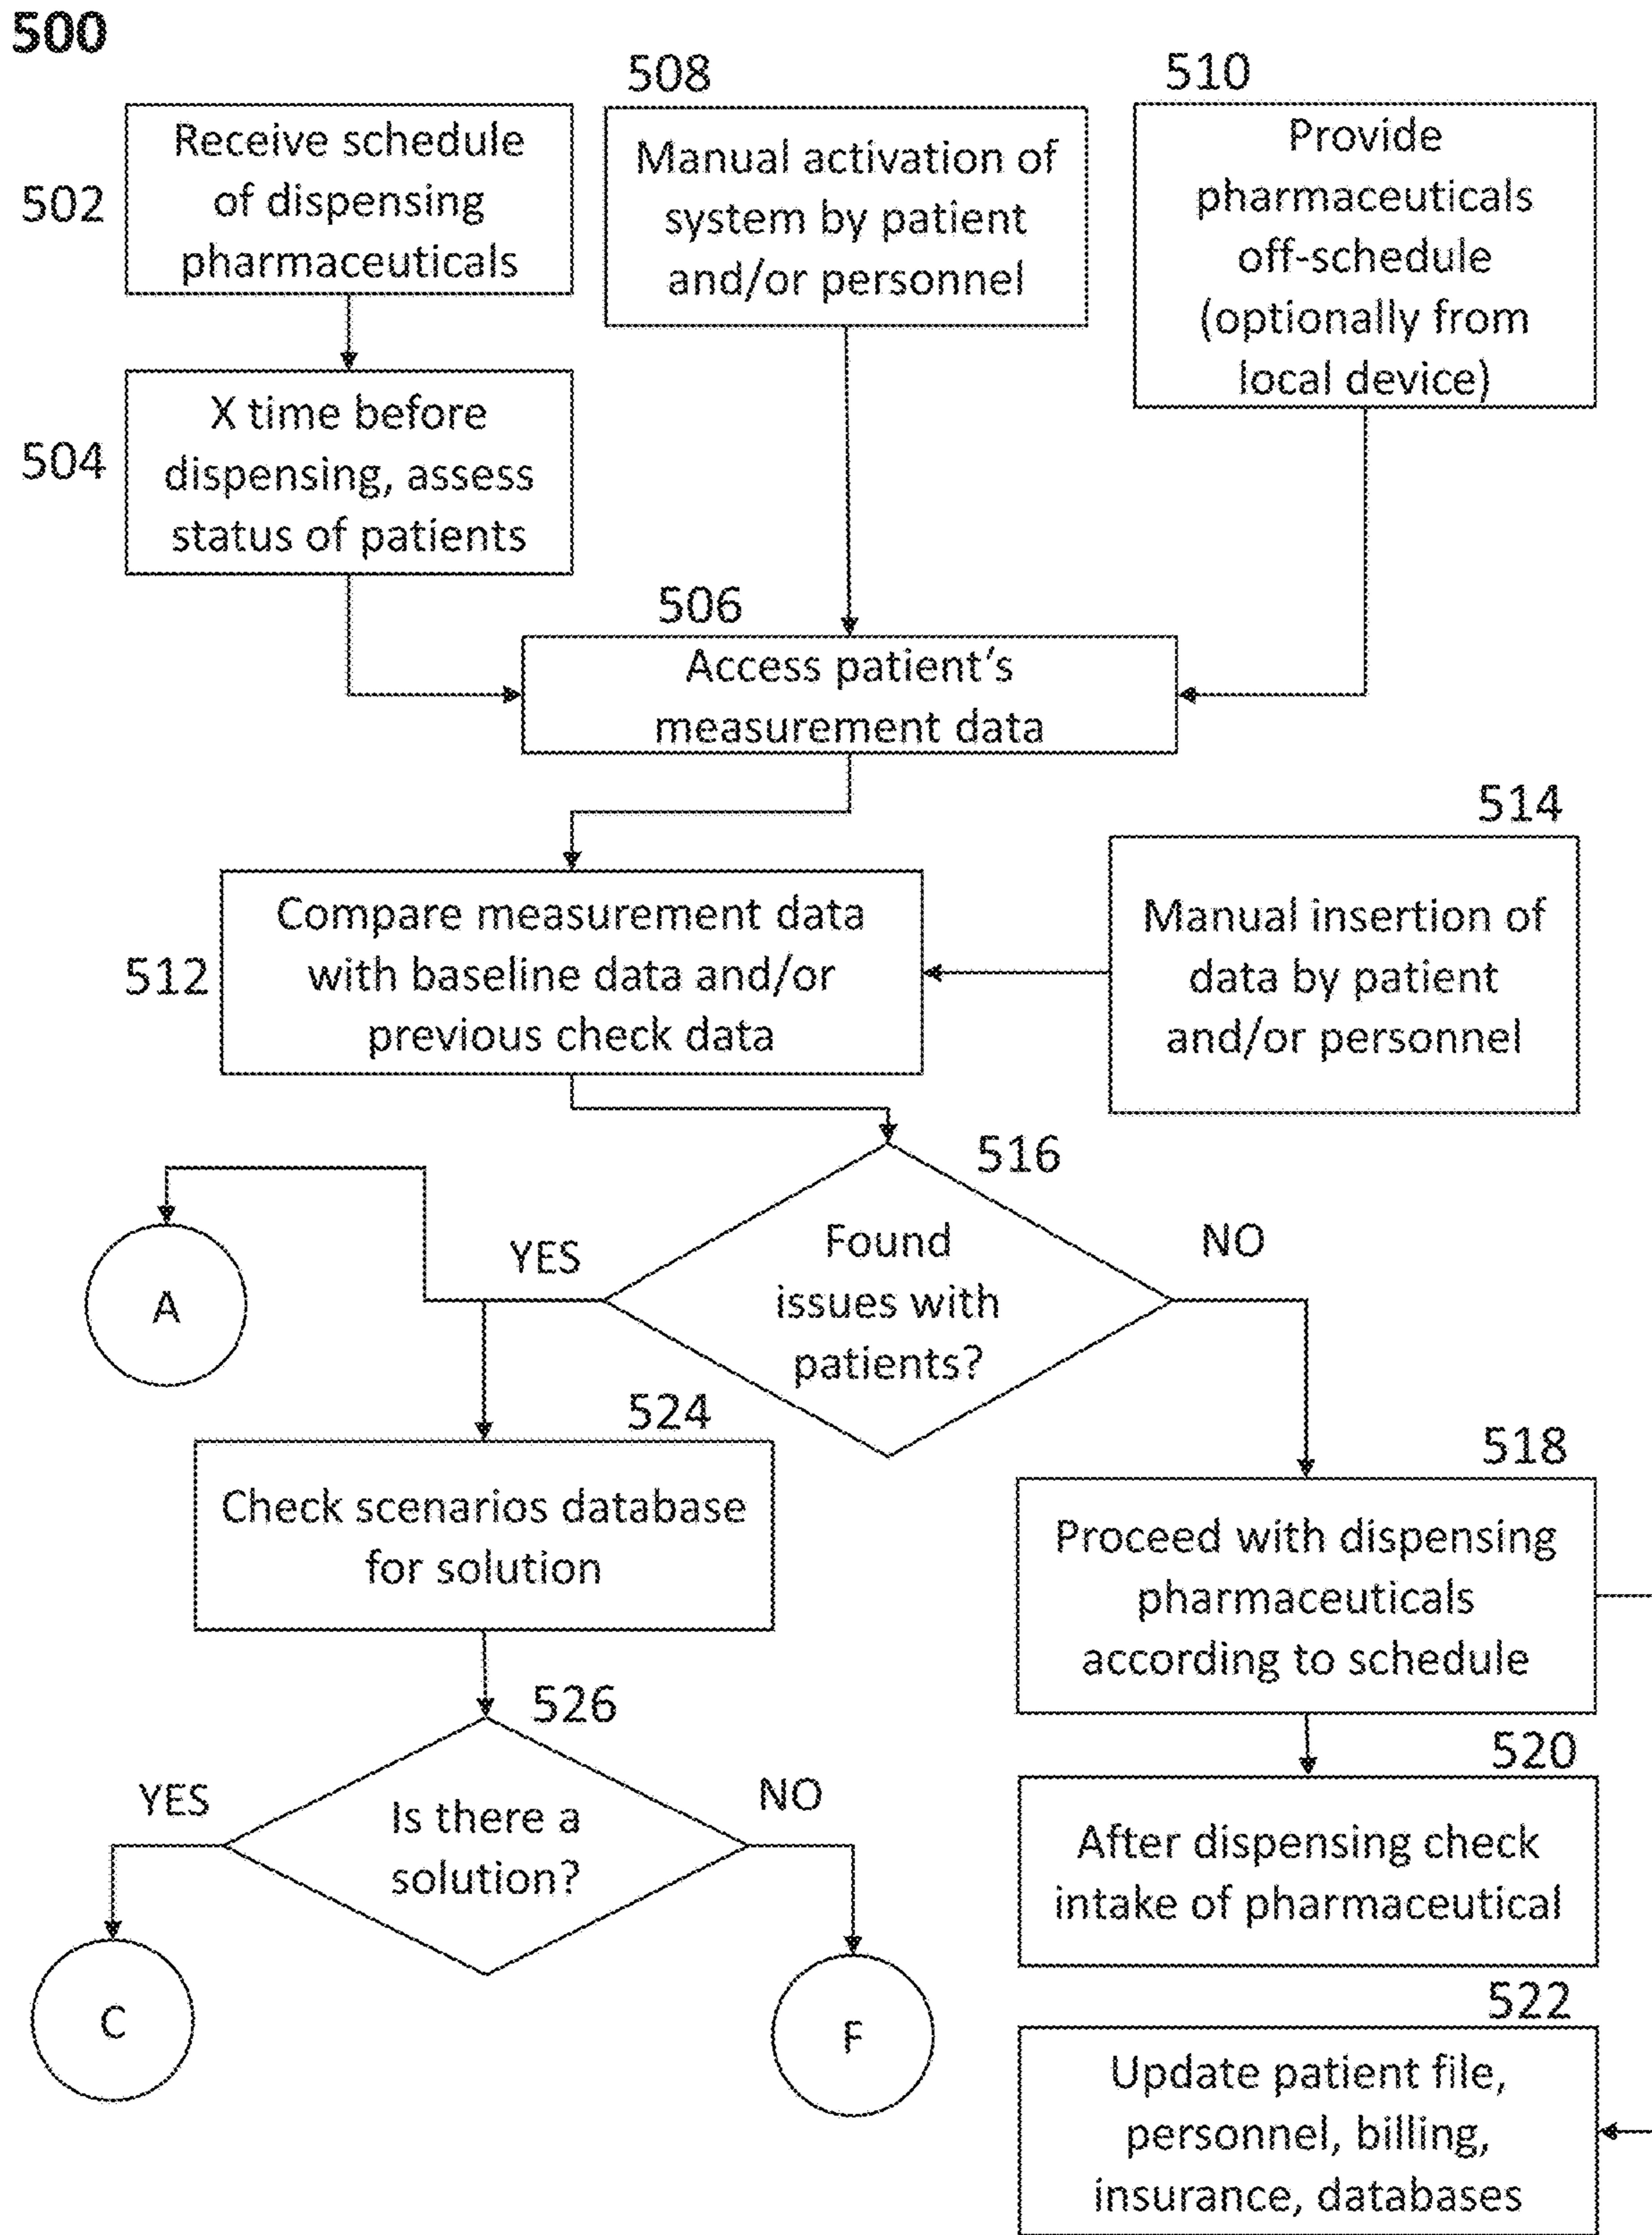 500
502
Receive schedule
of dispensing
pharmaceuticals
508
Manual activation of
system by patient
and/or personnel
510
Provide
pharmaceuticals
off-schedule
(optionally from
local device)
504
X time before
dispensing, assess
status of patients
506
Access patient's
measurement data
512
Compare measurement data
with baseline data and/or
previous check data
514
Manual insertion of
data by patient
and/or personnel
516
Found
issues with
patients?
YES
NO
A
524
Check scenarios database
for solution
518
Proceed with dispensing
pharmaceuticals
according to schedule
526
Is there a
solution?
YES
NO
C
F
520
After dispensing check
intake of pharmaceutical
522
Update patient file,
personnel, billing,
insurance, databases